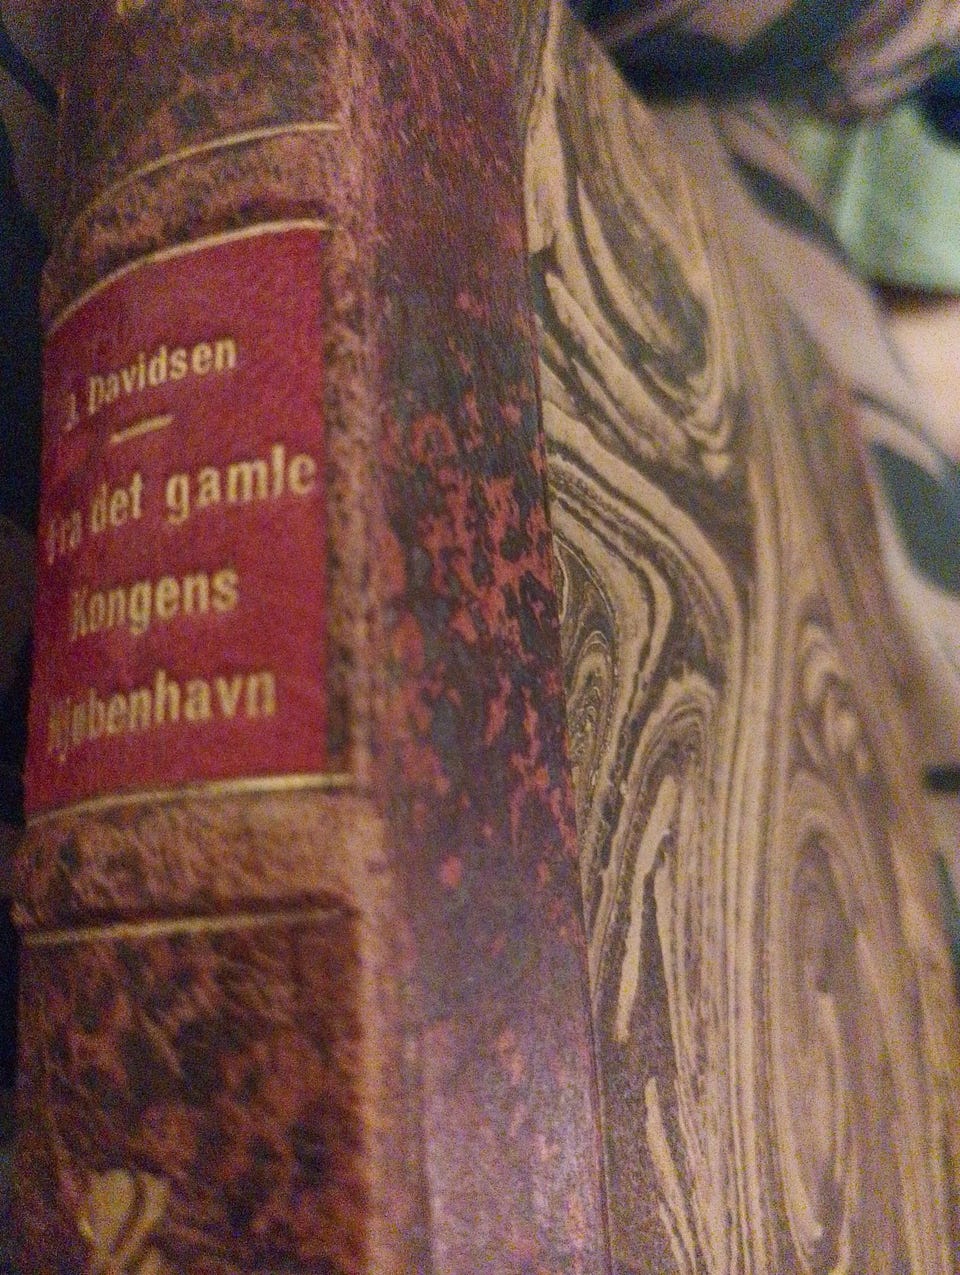 J. Davidsen
Fra det gamle
Kongens
Kjøbenhavn